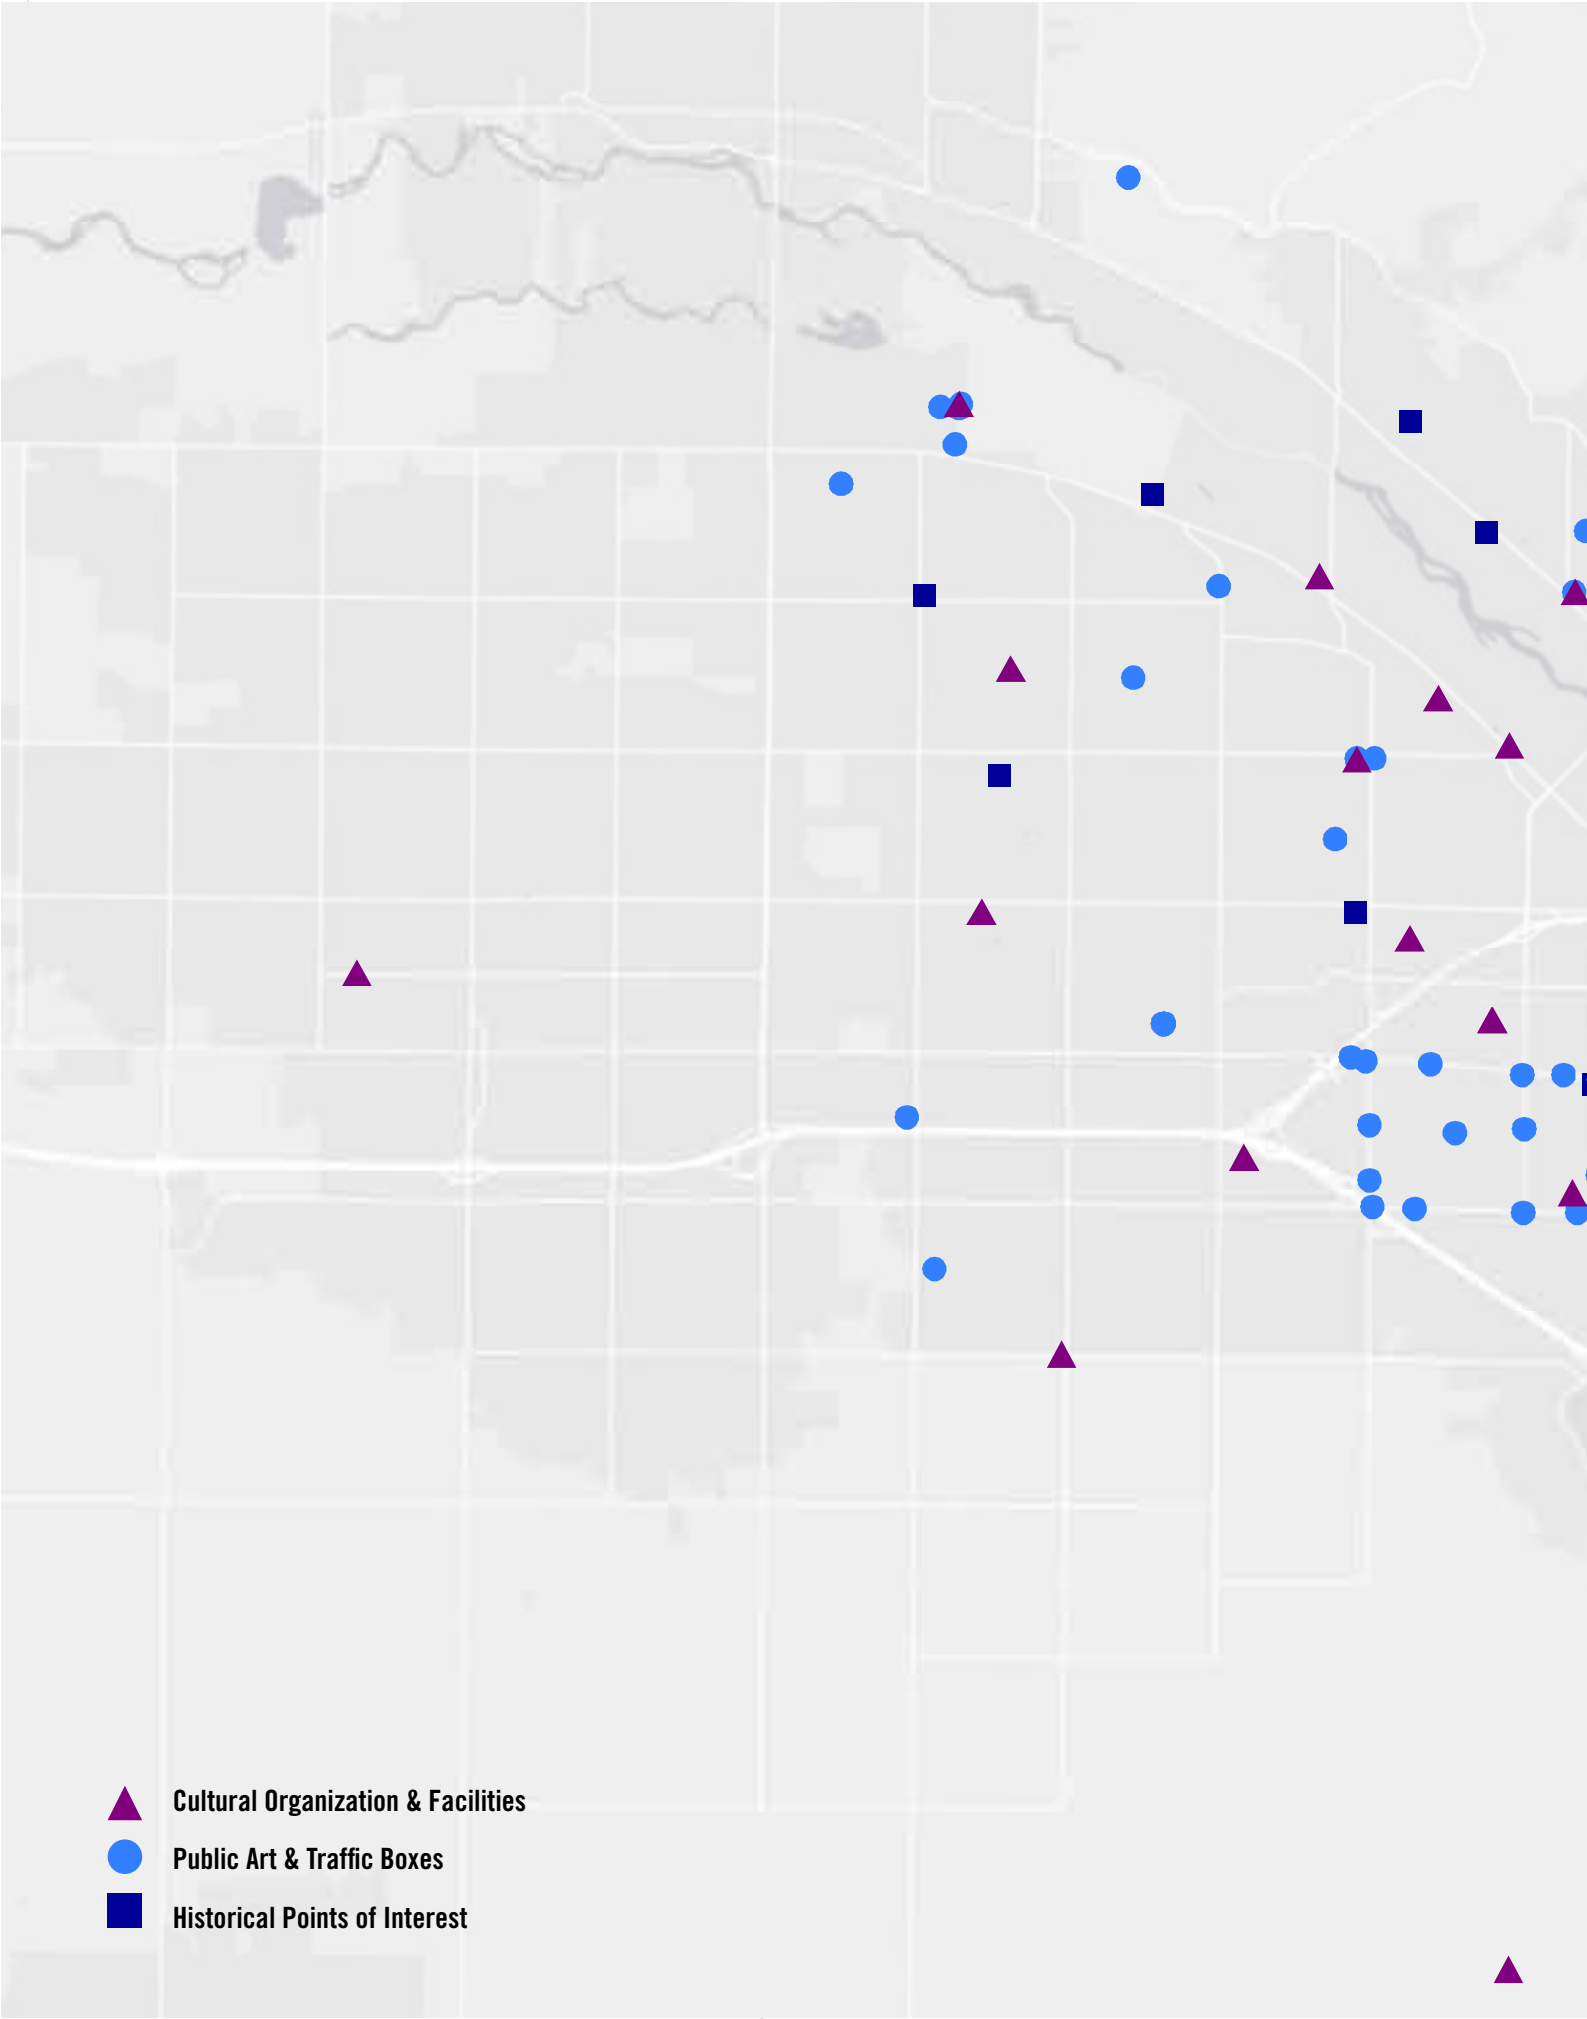 Cultural Organization & Facilities
Public Art & Traffic Boxes
Historical Points of Interest